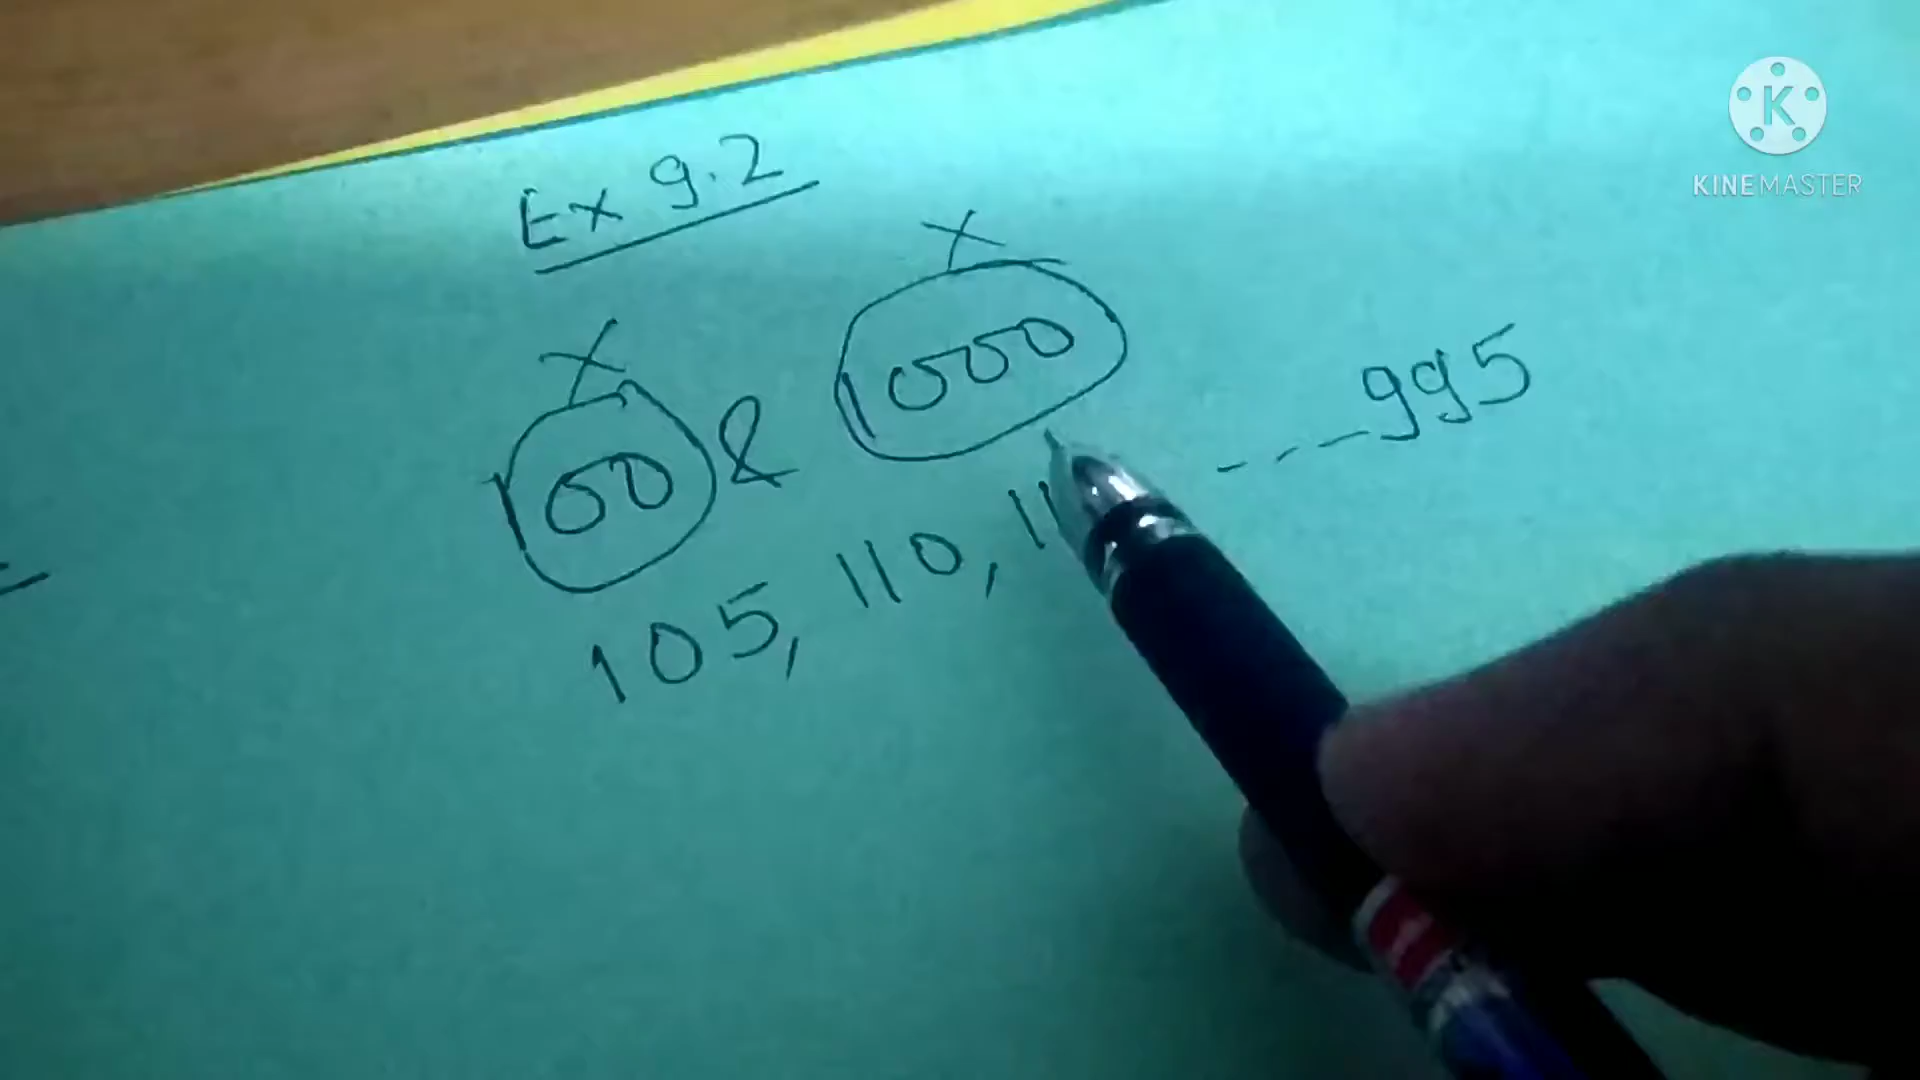 Ex 9.2
X X
100 & 1000
105, 110, 11 ----995
KINEMASTER